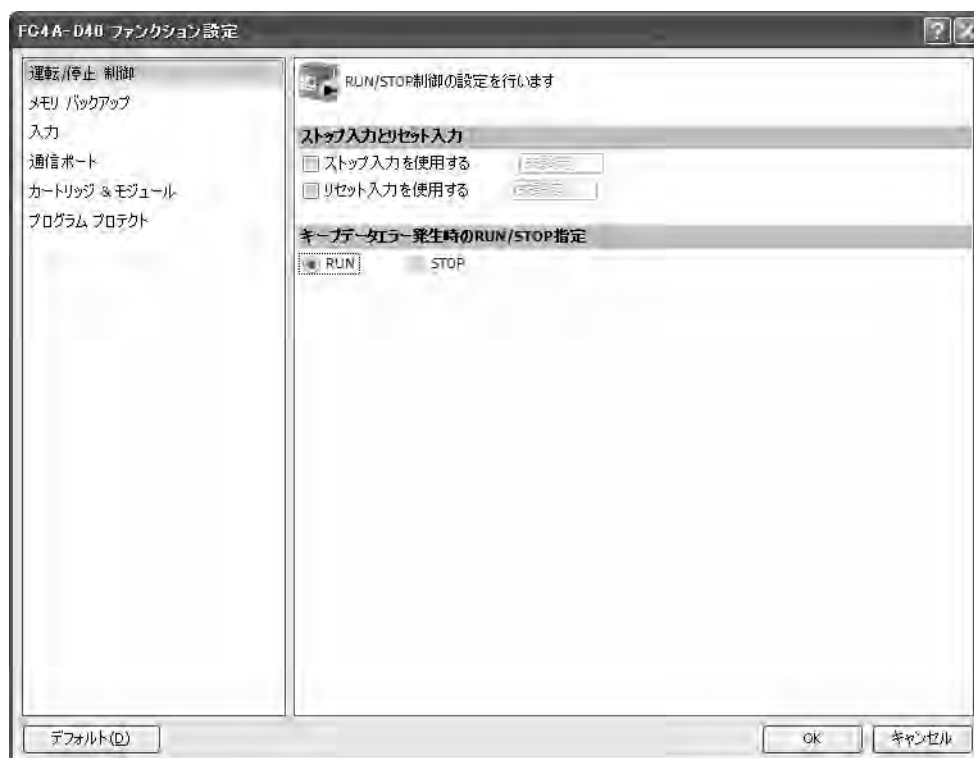 FC4A-D40 ファンクション設定
運転/停止 制御
メモリ バックアップ
入力
通信ポート
カートリッジ & モジュール
プログラム プロテクト
RUN/STOP制御の設定を行います
ストップ入力とリセット入力
ストップ入力を使用する
リセット入力を使用する
キープデータエラー発生時のRUN/STOP指定
RUN STOP
デフォルト(D) OK キャンセル